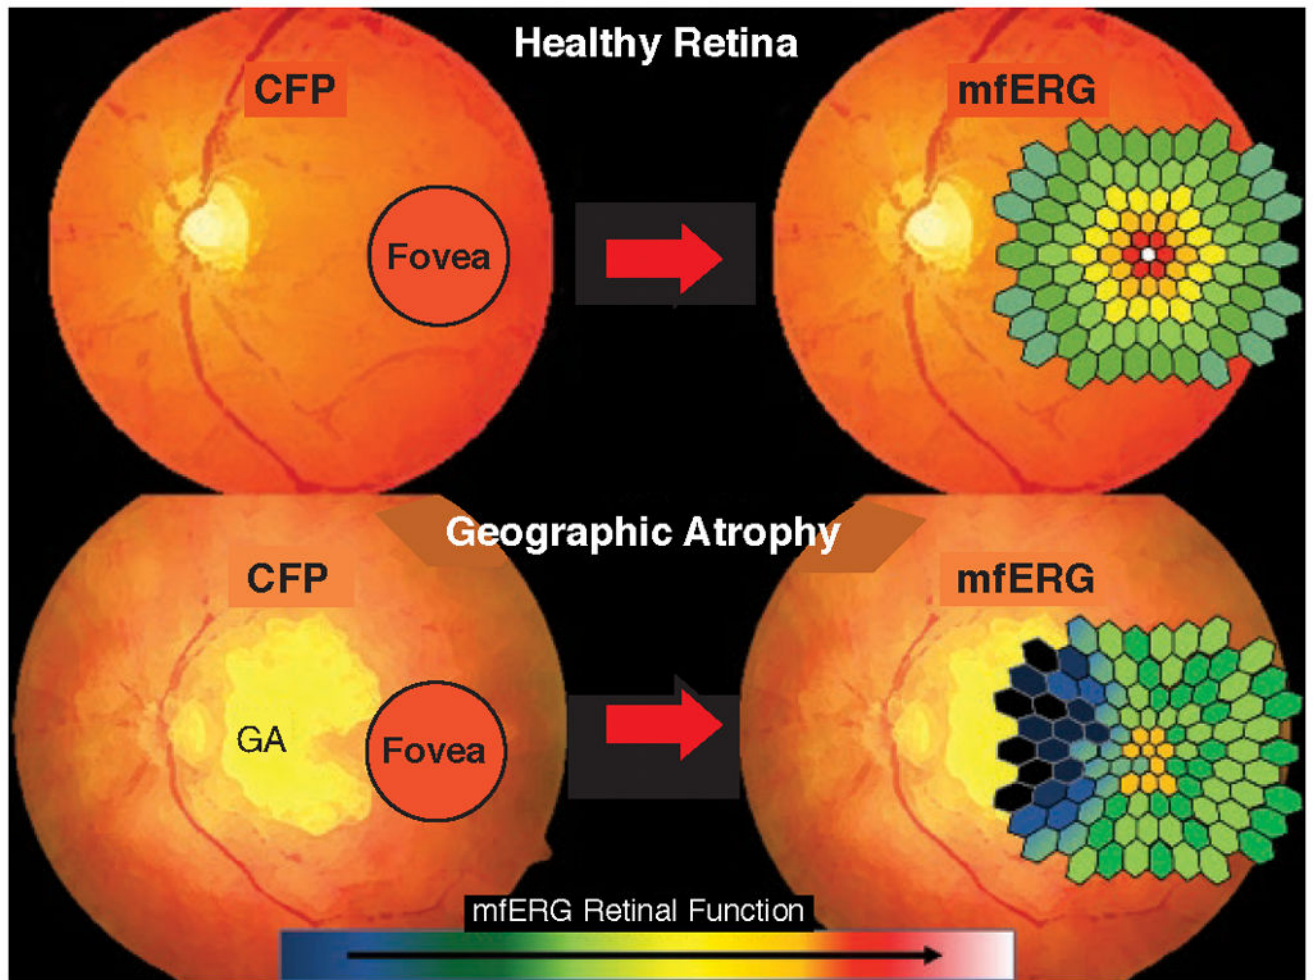 Healthy Retina
CFP
mfERG
Fovea
Geographic Atrophy
CFP
mfERG
GA
Fovea
mfERG Retinal Function